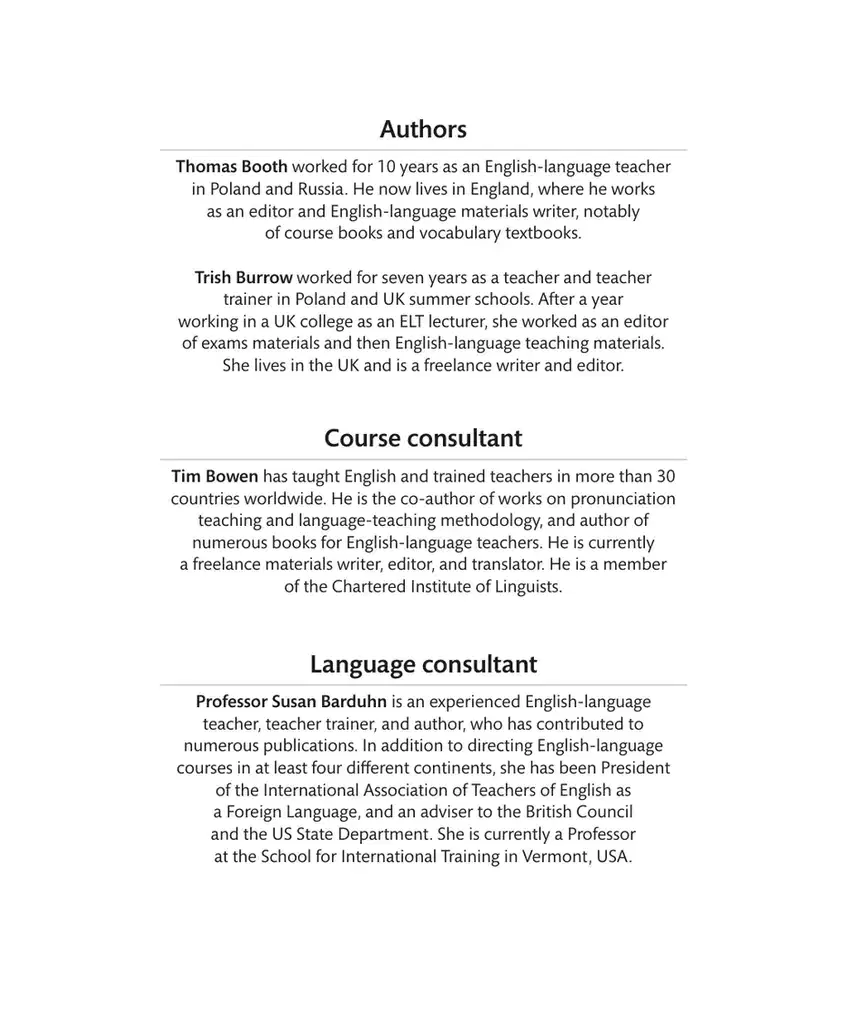 Authors
Thomas Booth worked for 10 years as an English-language teacher
in Poland and Russia. He now lives in England, where he works
as an editor and English-language materials writer, notably
of course books and vocabulary textbooks.
Trish Burrow worked for seven years as a teacher and teacher
trainer in Poland and UK summer schools. After a year
working in a UK college as an ELT lecturer, she worked as an editor
of exams materials and then English-language teaching materials.
She lives in the UK and is a freelance writer and editor.
Course consultant
Tim Bowen has taught English and trained teachers in more than 30
countries worldwide. He is the co-author of works on pronunciation
teaching and language-teaching methodology, and author of
numerous books for English-language teachers. He is currently
a freelance materials writer, editor, and translator. He is a member
of the Chartered Institute of Linguists.
Language consultant
Professor Susan Barduhn is an experienced English-language
teacher, teacher trainer, and author, who has contributed to
numerous publications. In addition to directing English-language
courses in at least four different continents, she has been President
of the International Association of Teachers of English as
a Foreign Language, and an adviser to the British Council
and the US State Department. She is currently a Professor
at the School for International Training in Vermont, USA.